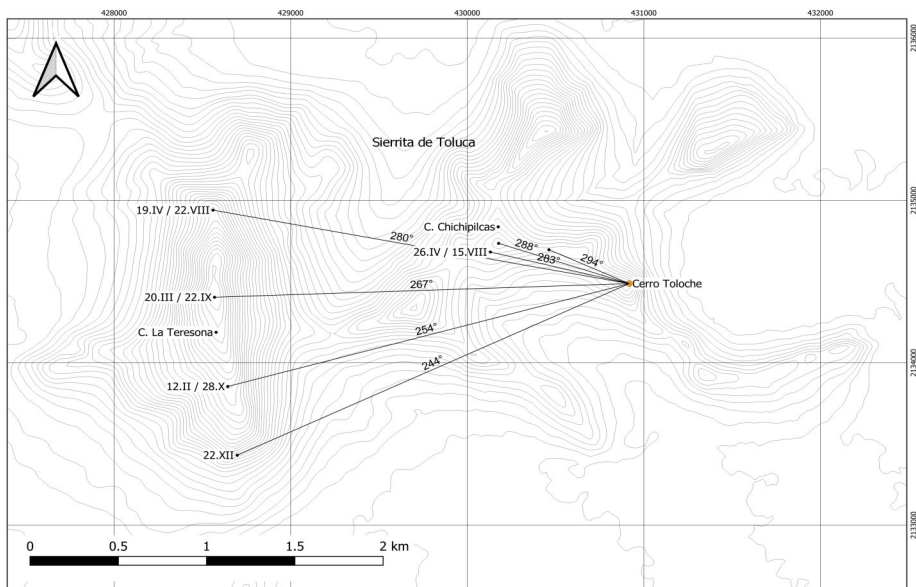 428000 429000 430000 431000 432000
2136000
Sierrita de Toluca
2135000
19.IV / 22.VIII
C. Chichipilcas
280°
26.IV / 15.VIII
288°
283°
294°
Cerro Toloche
267°
20.III / 22.IX
C. La Teresona
254°
2134000
244°
12.II / 28.X
22.XII
2133000
0 0.5 1 1.5 2 km